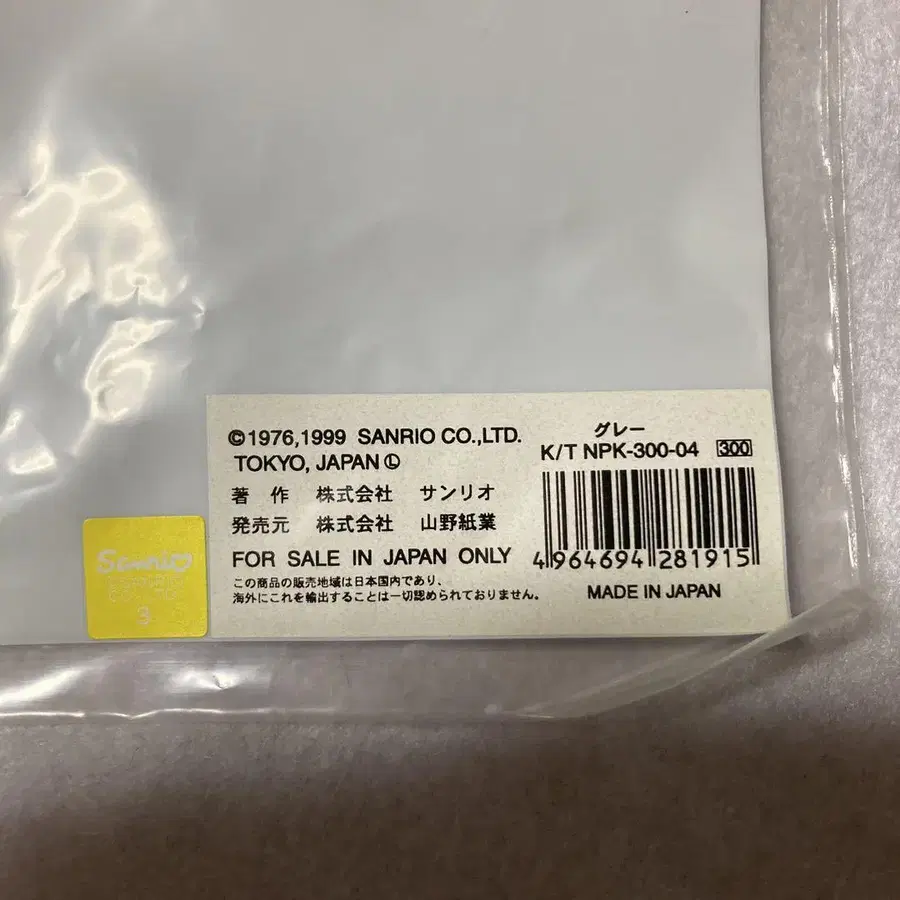 ©1976,1999 SANRIO CO.,LTD.
TOKYO, JAPAN Ⓛ
著 作 株式会社 サンリオ
発売元 株式会社 山野紙業
FOR SALE IN JAPAN ONLY
この商品の販売地域は日本国内であり、
海外にこれを輸出することは一切認められておりません。
グレー
K/T NPK-300-04 300
4964694281915
MADE IN JAPAN
Sanrio
3